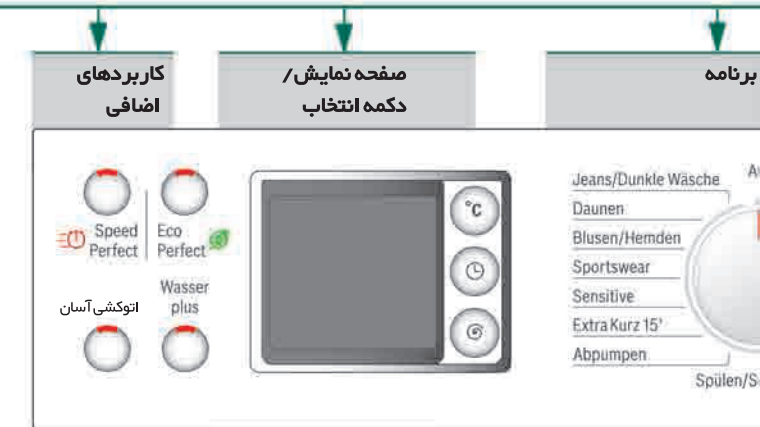 کاربردهای
اضافی
صفحه نمایش/
دکمه انتخاب
برنامه
Speed
Perfect
Eco
Perfect
اتوکشی آسان
Wasser
plus
°C
Jeans/Dunkle Wäsche
Daunen
Blusen/Hemden
Sportswear
Sensitive
Extra Kurz 15'
Abpumpen